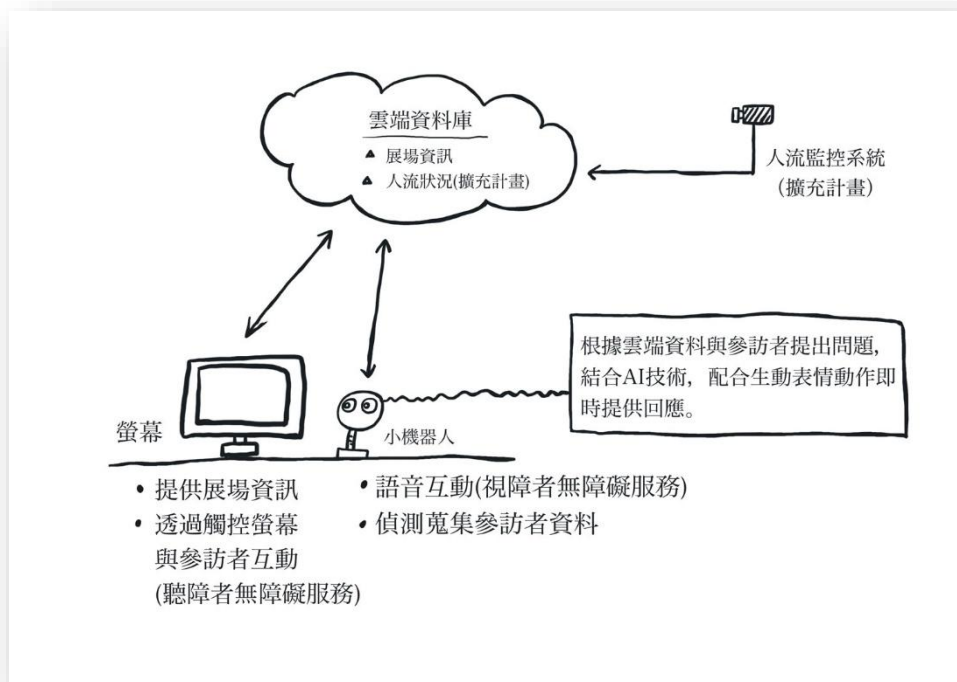 雲端資料庫
▲ 展場資訊
▲ 人流狀況(擴充計畫)
人流監控系統
(擴充計畫)
根據雲端資料與參訪者提出問題,
結合AI技術, 配合生動表情動作即
時提供回應。
螢幕
小機器人
• 提供展場資訊
• 透過觸控螢幕
與參訪者互動
(聽障者無障礙服務)
• 語音互動(視障者無障礙服務)
• 偵測蒐集參訪者資料